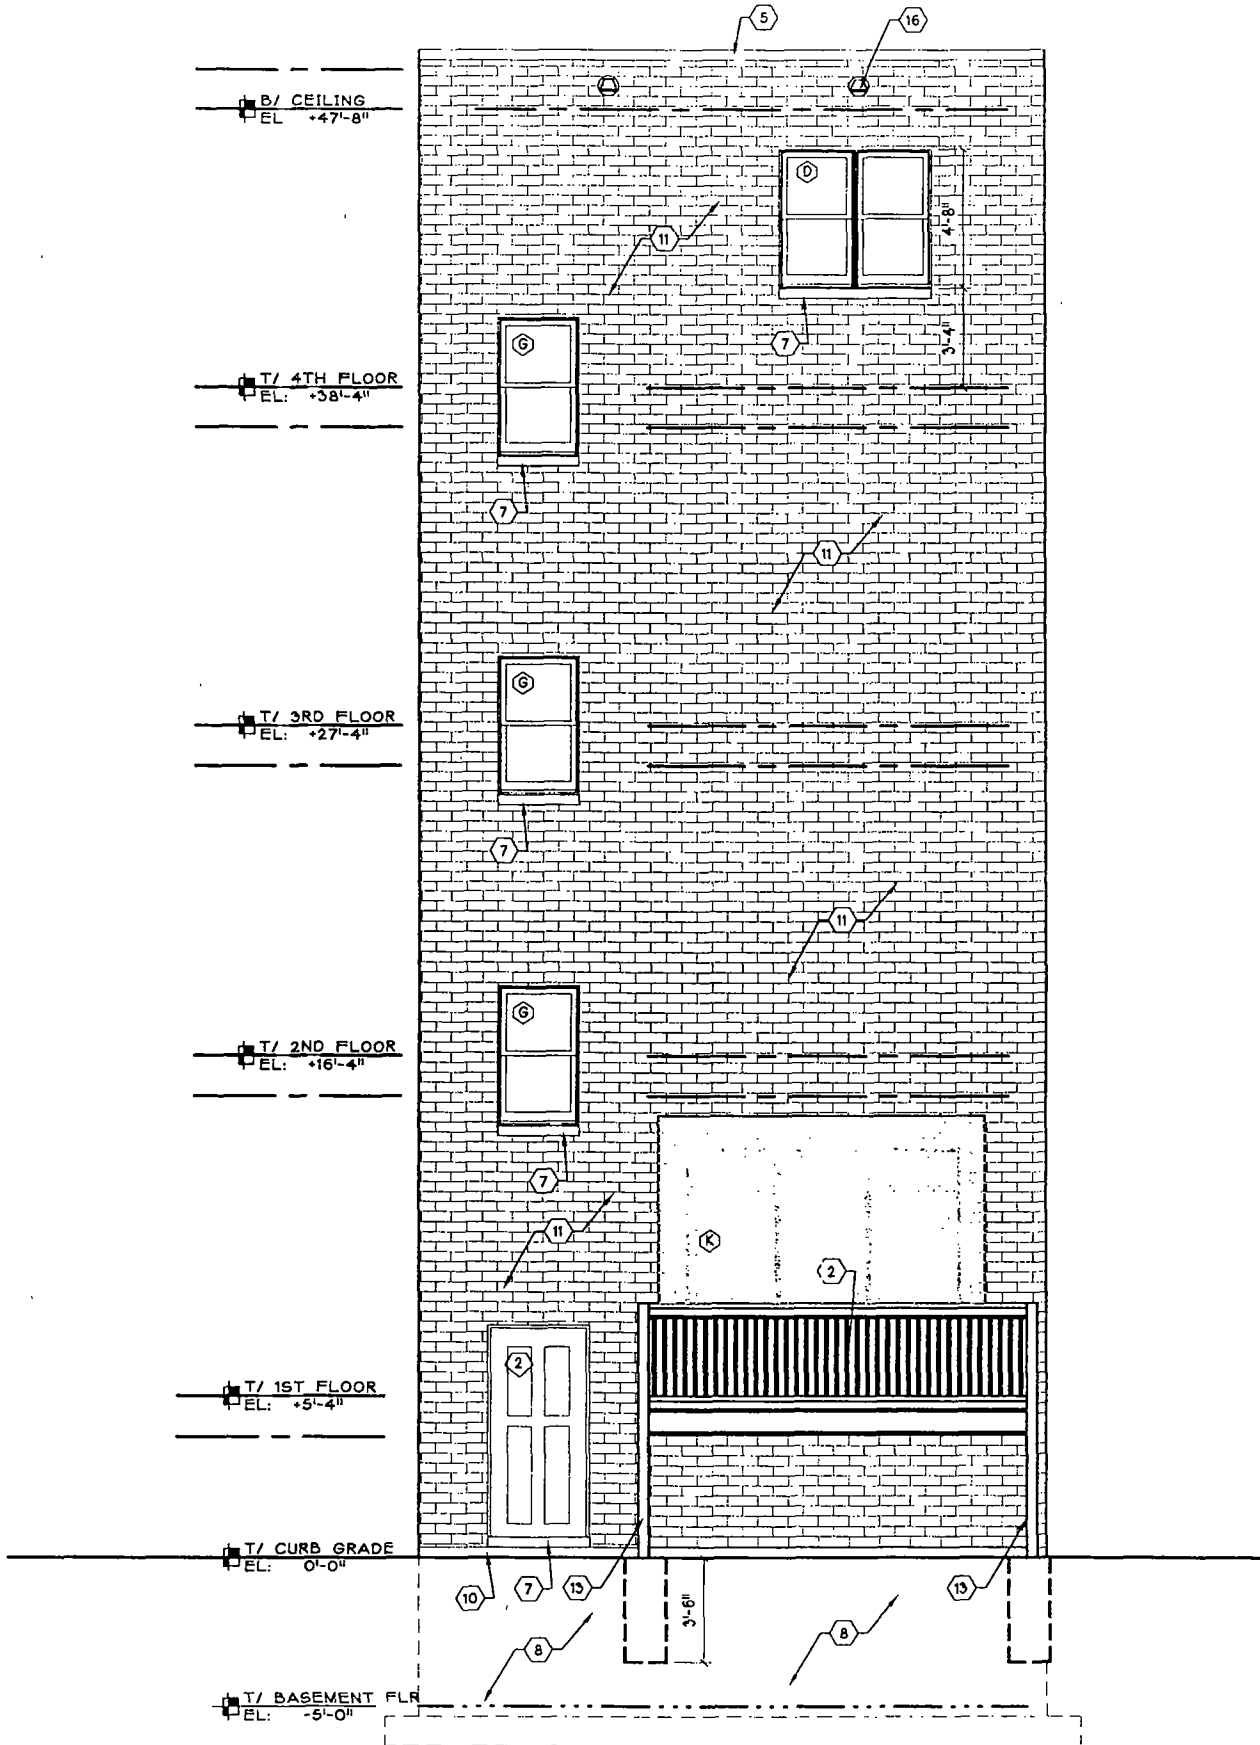 5
16
B/ CEILING
EL +47'-8"
D
11
4'-8"
G
7
3'-4"
T/ 4TH FLOOR
EL: +38'-4"
7
11
G
T/ 3RD FLOOR
EL: +27'-4"
7
11
G
T/ 2ND FLOOR
EL: +16'-4"
7
11
K
2
2
T/ 1ST FLOOR
EL: +5'-4"
T/ CURB GRADE
EL: 0'-0"
10
7
13
3'-6"
13
8
8
T/ BASEMENT FLR
EL: -5'-0"